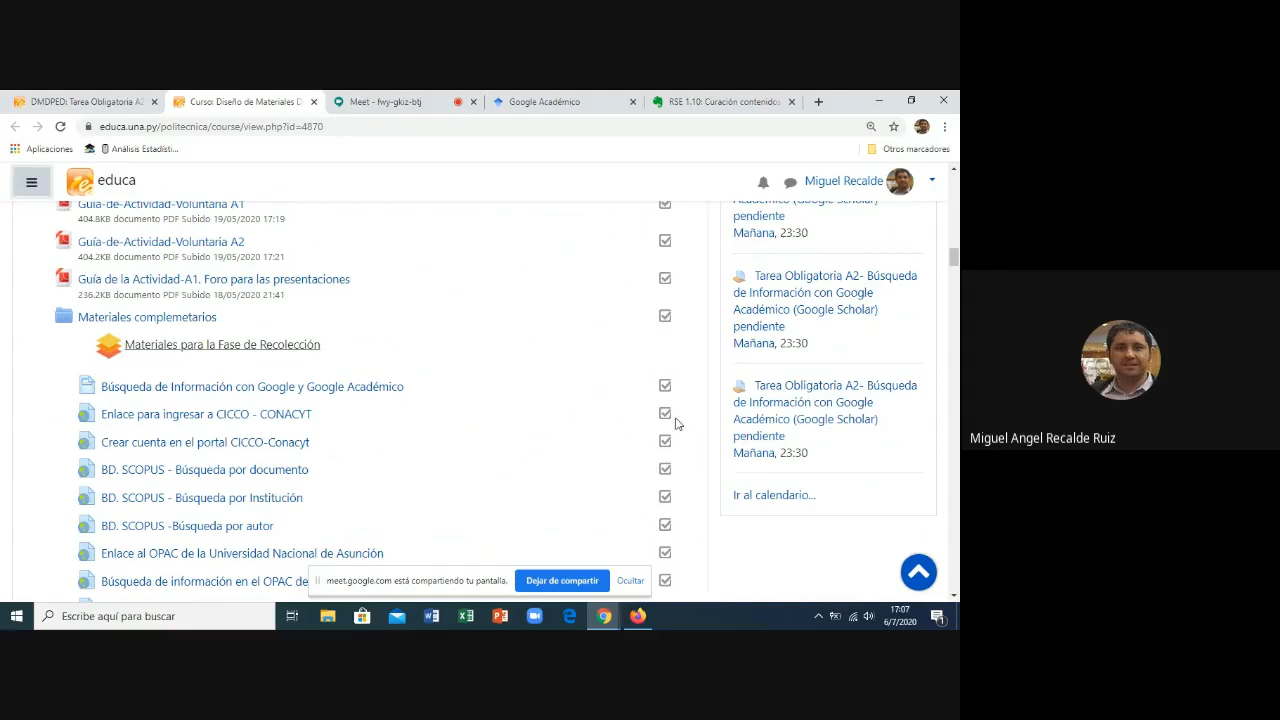 DMDPED: Tarea Obligatoria A2
Curso: Diseño de Materiales D
Meet - fwy-gkiz-btj
Google Académico
RSE 1.10: Curación contenidos
educa.una.py/politecnica/course/view.php?id=4870
Aplicaciones
Análisis Estadísti...
Otros marcadores
educa
Miguel Recalde
Guía-de-Actividad-Voluntaria A1
404.8KB documento PDF Subido 19/05/2020 17:19
Guía-de-Actividad-Voluntaria A2
404.2KB documento PDF Subido 19/05/2020 17:21
Guía de la Actividad-A1. Foro para las presentaciones
236.2KB documento PDF Subido 18/05/2020 21:41
Materiales complemetarios
Materiales para la Fase de Recolección
Búsqueda de Información con Google y Google Académico
Enlace para ingresar a CICCO - CONACYT
Crear cuenta en el portal CICCO-Conacyt
BD. SCOPUS - Búsqueda por documento
BD. SCOPUS - Búsqueda por Institución
BD. SCOPUS -Búsqueda por autor
Enlace al OPAC de la Universidad Nacional de Asunción
Búsqueda de información en el OPAC de
Académico (Google Scholar)
pendiente
Mañana, 23:30
Tarea Obligatoria A2- Búsqueda
de Información con Google
Académico (Google Scholar)
pendiente
Mañana, 23:30
Tarea Obligatoria A2- Búsqueda
de Información con Google
Académico (Google Scholar)
pendiente
Mañana, 23:30
Ir al calendario...
meet.google.com está compartiendo tu pantalla.
Dejar de compartir
Ocultar
Escribe aquí para buscar
17:07
6/7/2020
1
Miguel Angel Recalde Ruiz